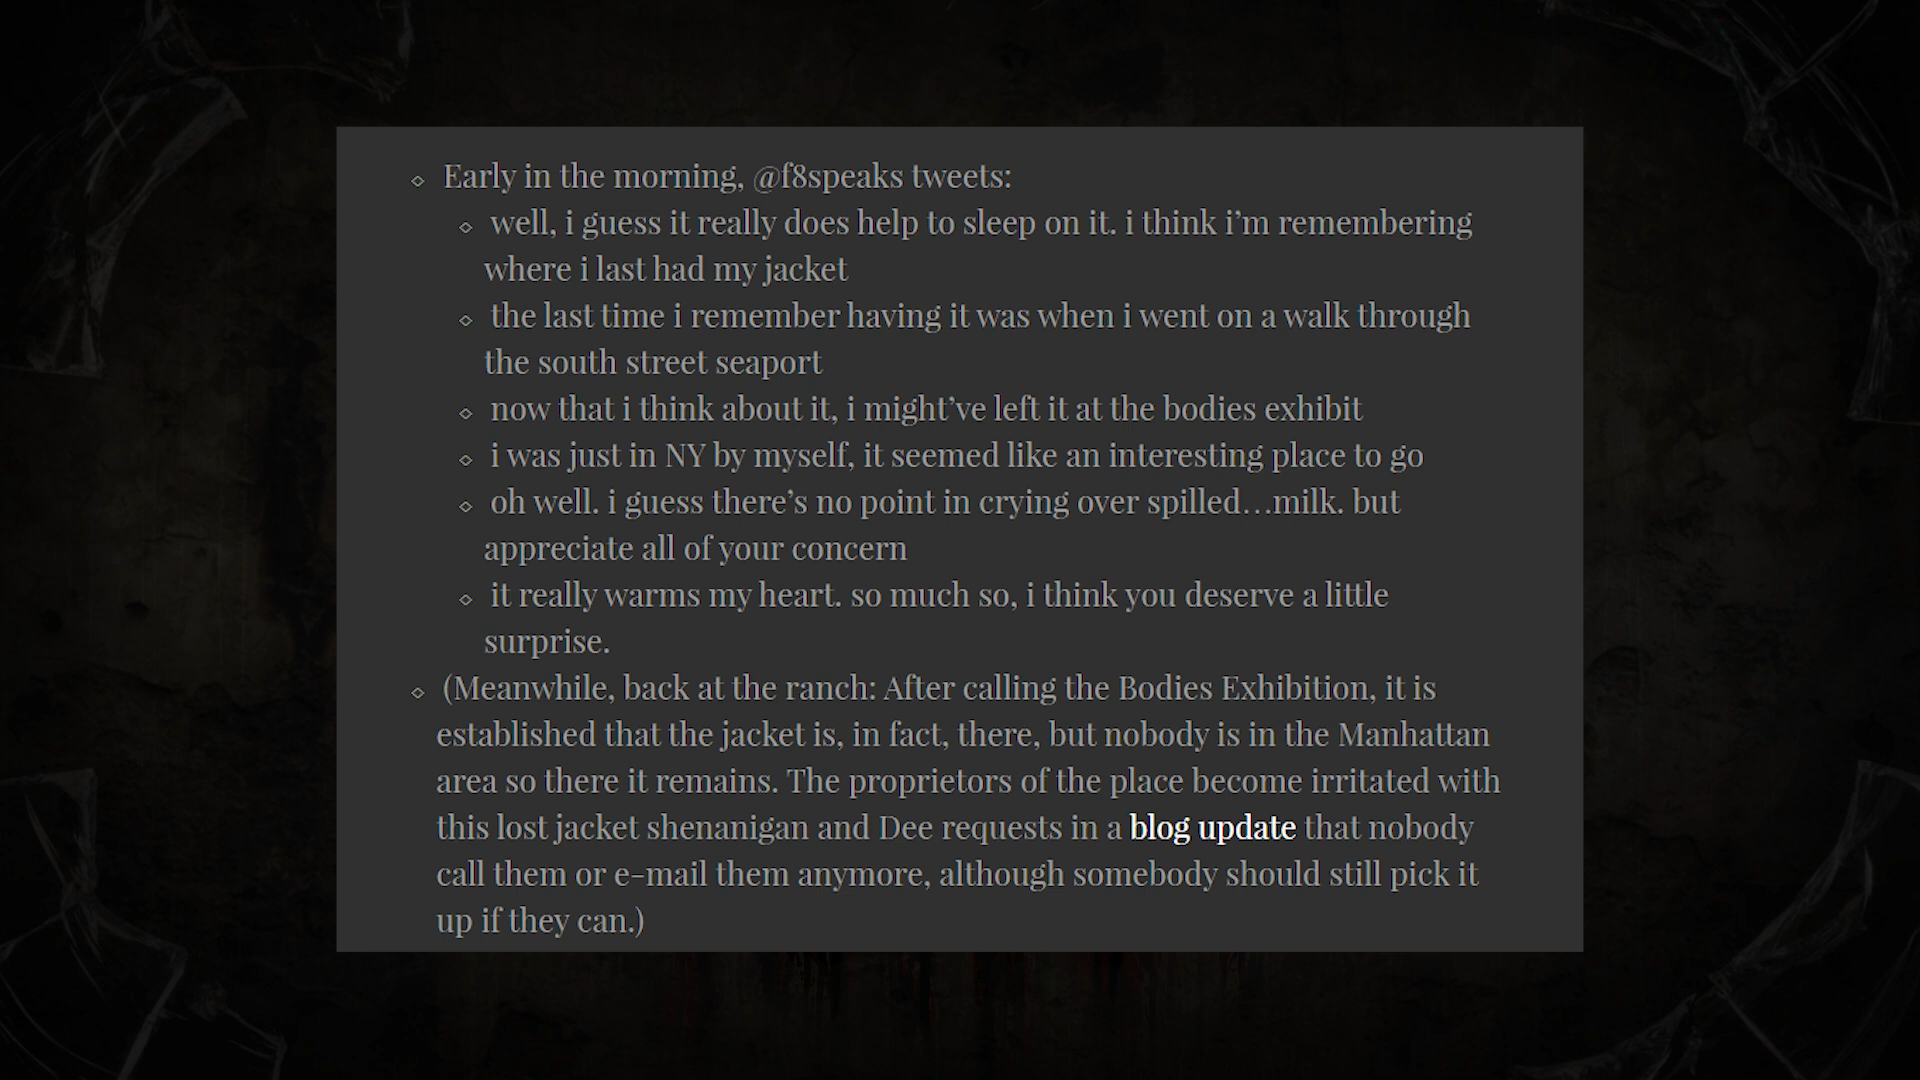 Early in the morning, @f8speaks tweets:
well, i guess it really does help to sleep on it. i think i’m remembering
where i last had my jacket
the last time i remember having it was when i went on a walk through
the south street seaport
now that i think about it, i might’ve left it at the bodies exhibit
i was just in NY by myself, it seemed like an interesting place to go
oh well. i guess there’s no point in crying over spilled…milk. but
appreciate all of your concern
it really warms my heart. so much so, i think you deserve a little
surprise.
(Meanwhile, back at the ranch: After calling the Bodies Exhibition, it is
established that the jacket is, in fact, there, but nobody is in the Manhattan
area so there it remains. The proprietors of the place become irritated with
this lost jacket shenanigan and Dee requests in a blog update that nobody
call them or e-mail them anymore, although somebody should still pick it
up if they can.)